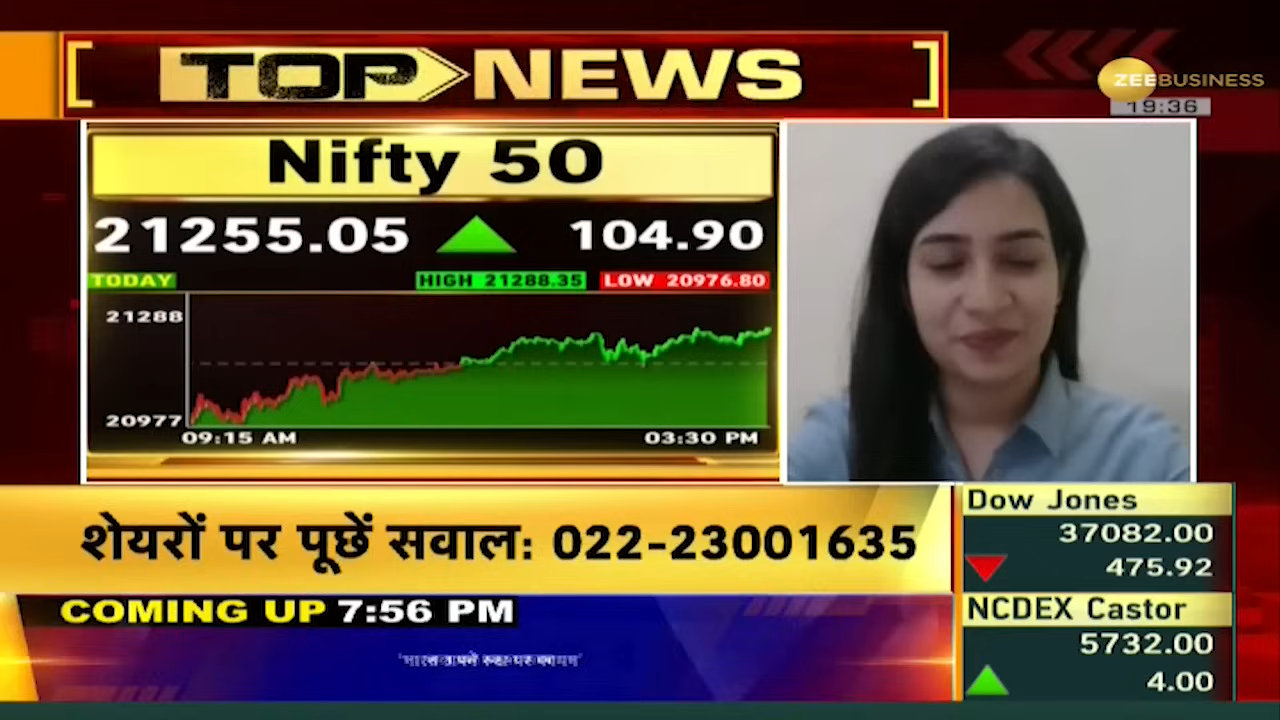 TOP NEWS
ZEEBUSINESS
19:36
Nifty 50
21255.05 104.90
TODAY HIGH 21288.35 LOW 20976.80
21288
20977
09:15 AM 03:30 PM
शेयरों पर पूछें सवाल: 022-23001635
Dow Jones
37082.00
475.92
COMING UP 7:56 PM
NCDEX Castor
5732.00
4.00